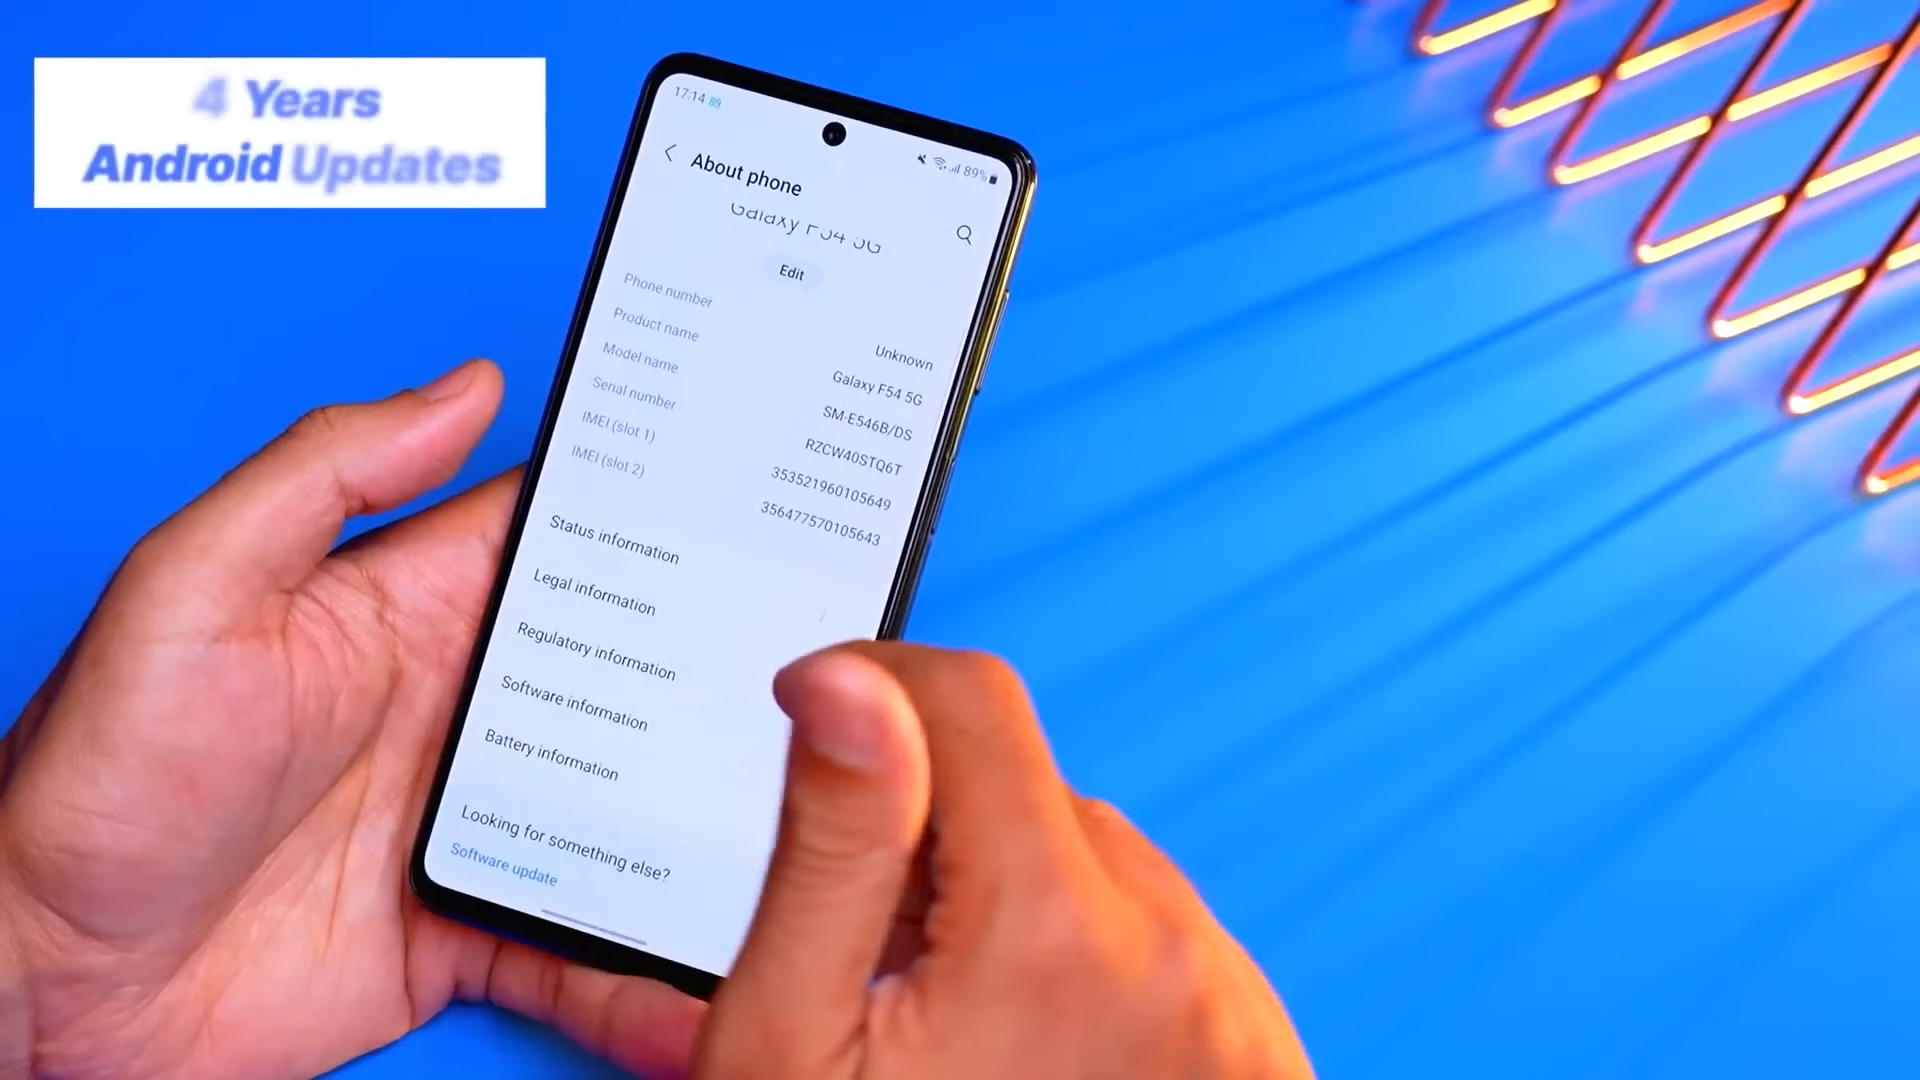 4 Years
Android Updates
17:14 89
89%
About phone
Galaxy F54 5G
Edit
Phone number
Unknown
Product name
Galaxy F54 5G
Model name
SM-E546B/DS
Serial number
RZCW40STQ6T
IMEI (slot 1)
353521960105649
IMEI (slot 2)
356477570105643
Status information
Legal information
Regulatory information
Software information
Battery information
Looking for something else?
Software update